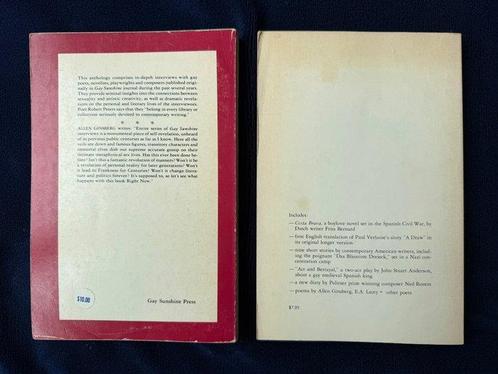 This anthology comprises in-depth interviews with gay
poets, novelists, playwrights and composers published orig-
inally in Gay Sunshine journal during the past several years.
They provide seminal insights into the connections between
sexuality and artistic creativity, as well as dramatic revela-
tions on the personal and literary lives of the interviewees.
Poet Robert Peters says that they "belong in every library or
collection seriously devoted to contemporary writing."
* * *
ALLEN GINSBERG writes: "Entire series of Gay Sunshine
interviews is a monumental piece of self-revelation, unheard
of in previous public centuries as far as I know. Here all the
veils are down and famous figures, transitory characters and
immortal elves dish out supreme accurate gossip on their
intimate metaphysical sex lives. Has this ever been done be-
fore? Isn't this a fantastic revolution of manners? Won't it be
a revelation of personal reality for later generations? Won't
it lead to Frankness for Centuries? Won't it change litera-
ture and politics forever? It's supposed to, so let's see what
happens with this book Right Now."
$10.00
Gay Sunshine Press
Includes:
—Costa Brava, a boylove novel set in the Spanish Civil War, by
Dutch writer Frits Bernard
—first English translation of Paul Verlaine's story "A Draw" in
its original longer version
—nine short stories by contemporary American writers, includ-
ing the poignant "Das Blaustein Dreieck," set in a Nazi con-
centration camp
—"Act and Betrayal," a two-act play by John Stuart Anderson,
about a gay medieval Spanish king
—a new diary by Pulitzer prize winning composer Ned Rorem
—poems by Allen Ginsberg, E.A. Lacey + other poets
$7.95